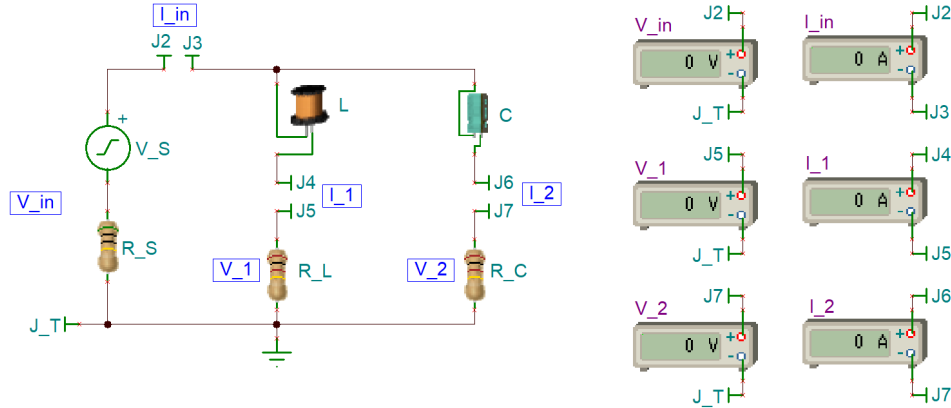 I_in
J2 J3
L
C
+
V_S
V_in
R_S
J4
J5
I_1
J6
J7
I_2
V_1
R_L
V_2
R_C
J_T
V_in
J2
0 V
+
-
J_T
I_in
J2
0 A
+
-
J3
V_1
J5
0 V
+
-
J_T
I_1
J4
0 A
+
-
J5
V_2
J7
0 V
+
-
J_T
I_2
J6
0 A
+
-
J7